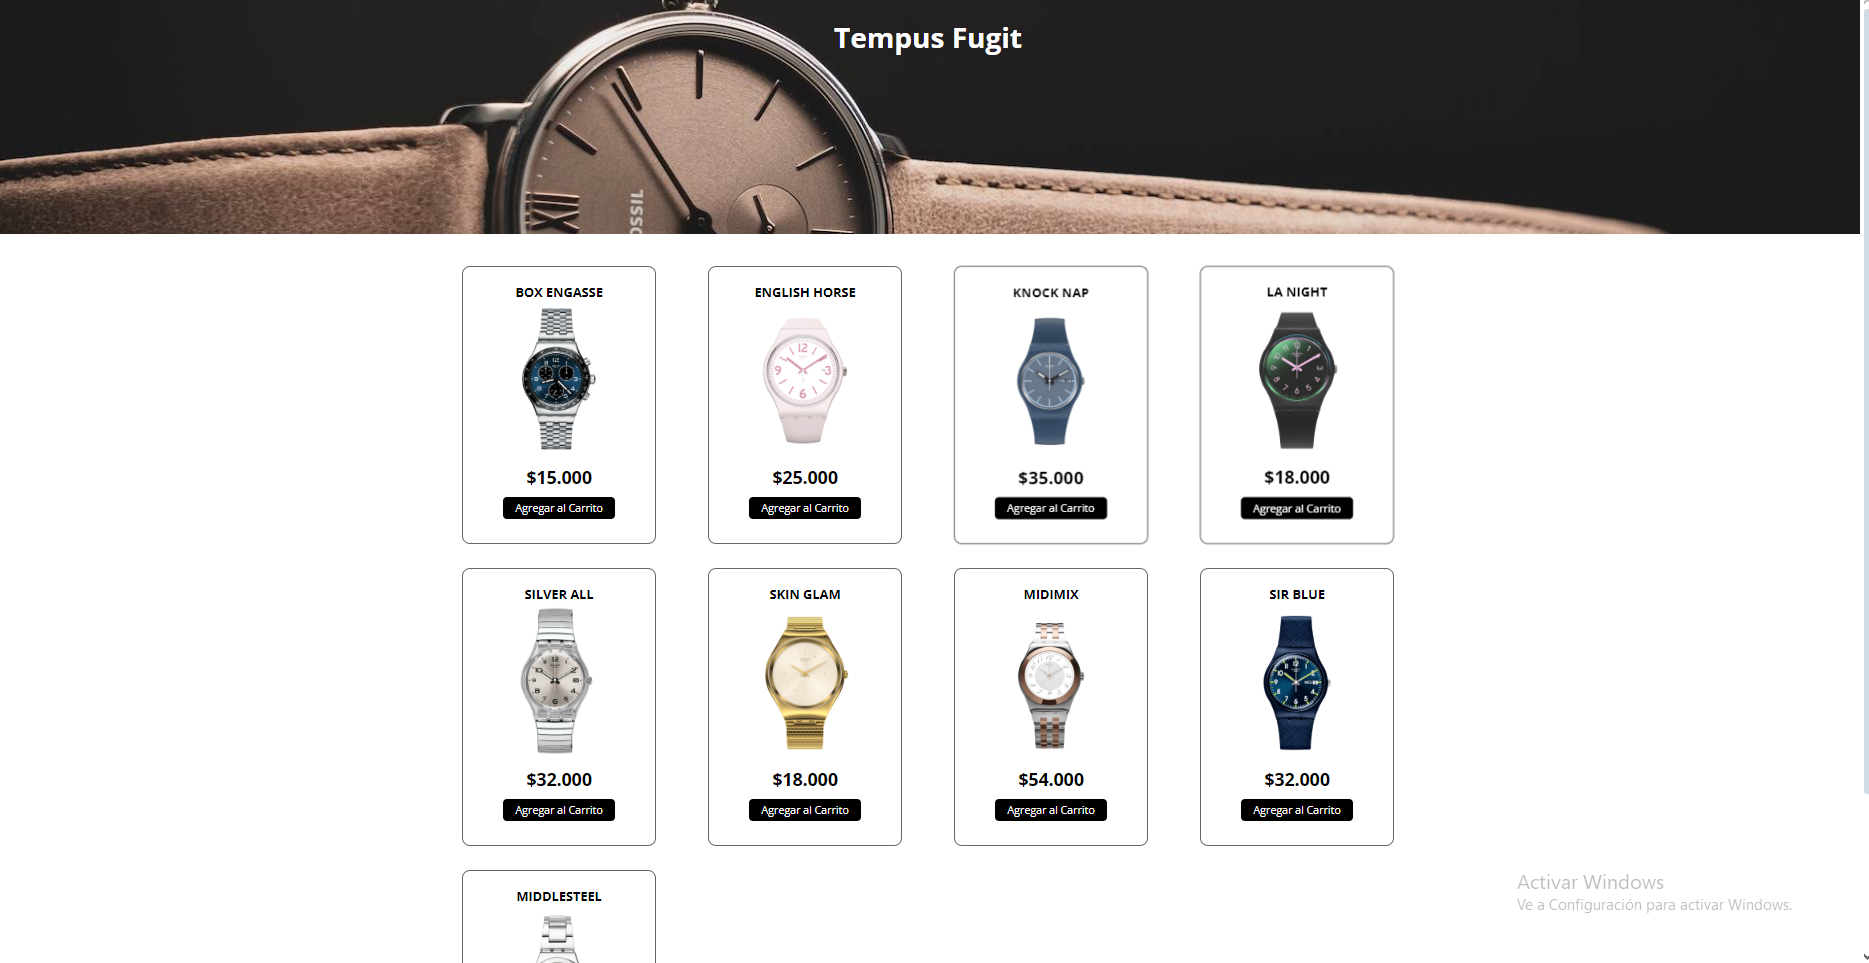 Tempus Fugit
OSSIL
BOX ENGASSE
ENGLISH HORSE
KNOCK NAP
LA NIGHT
$15.000
$25.000
$35.000
$18.000
Agregar al Carrito
Agregar al Carrito
Agregar al Carrito
Agregar al Carrito
SILVER ALL
SKIN GLAM
MIDIMIX
SIR BLUE
$32.000
$18.000
$54.000
$32.000
Agregar al Carrito
Agregar al Carrito
Agregar al Carrito
Agregar al Carrito
MIDDLESTEEL
Activar Windows
Ve a Configuración para activar Windows.